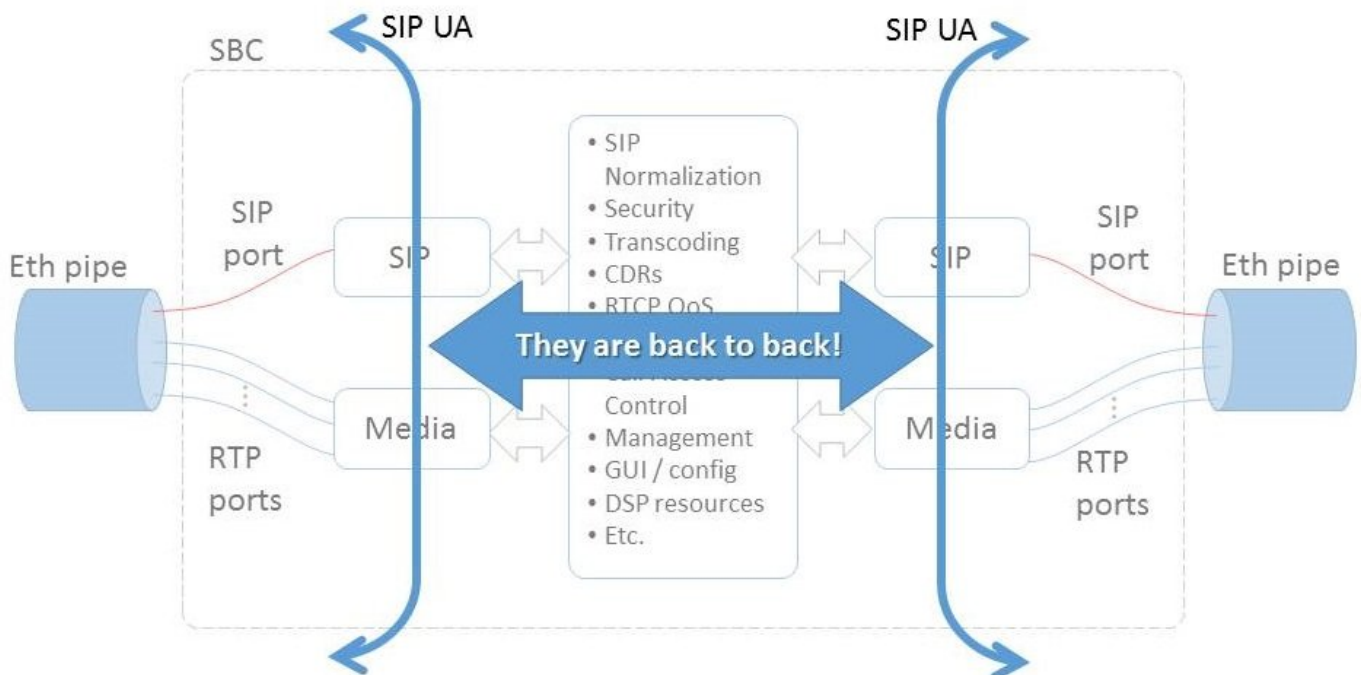 SIP UA
SIP UA
SBC
• SIP
Normalization
• Security
• Transcoding
• CDRs
• RTCP QoS
They are back to back!
Control
• Management
• GUI / config
• DSP resources
• Etc.
SIP
port
Eth pipe
SIP
Media
RTP
ports
SIP
Media
SIP
port
Eth pipe
RTP
ports